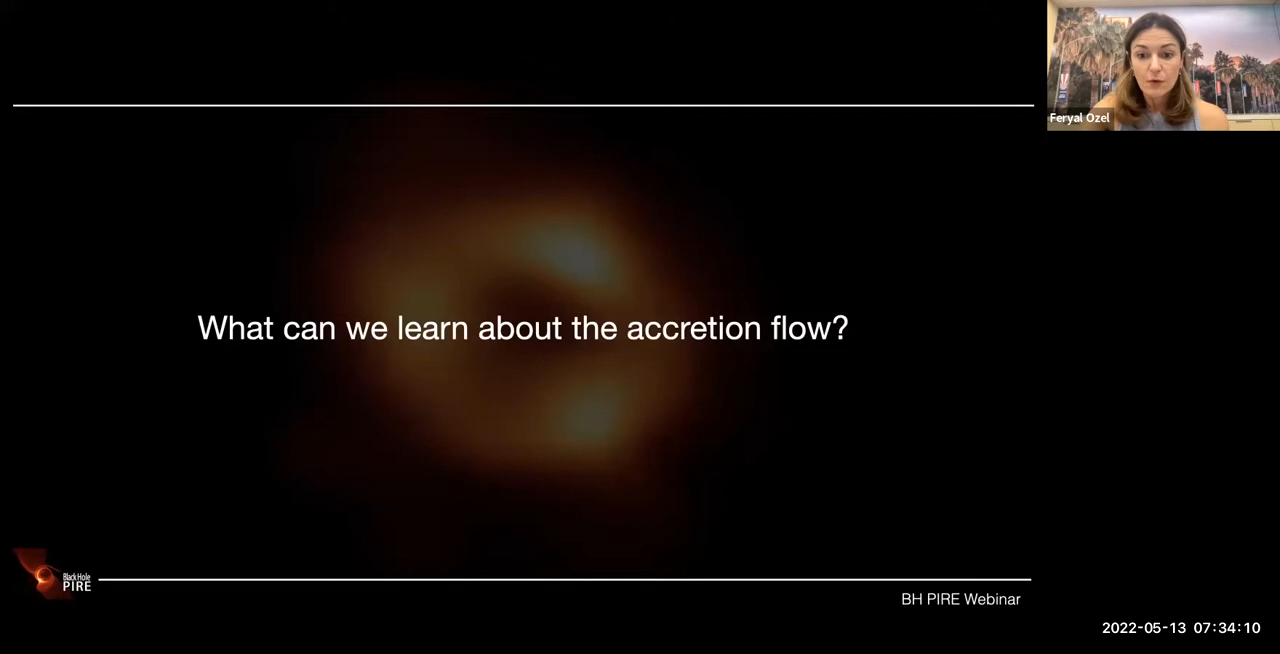 Feryal Özel
What can we learn about the accretion flow?
Black Hole
PIRE
BH PIRE Webinar
2022-05-13 07:34:10